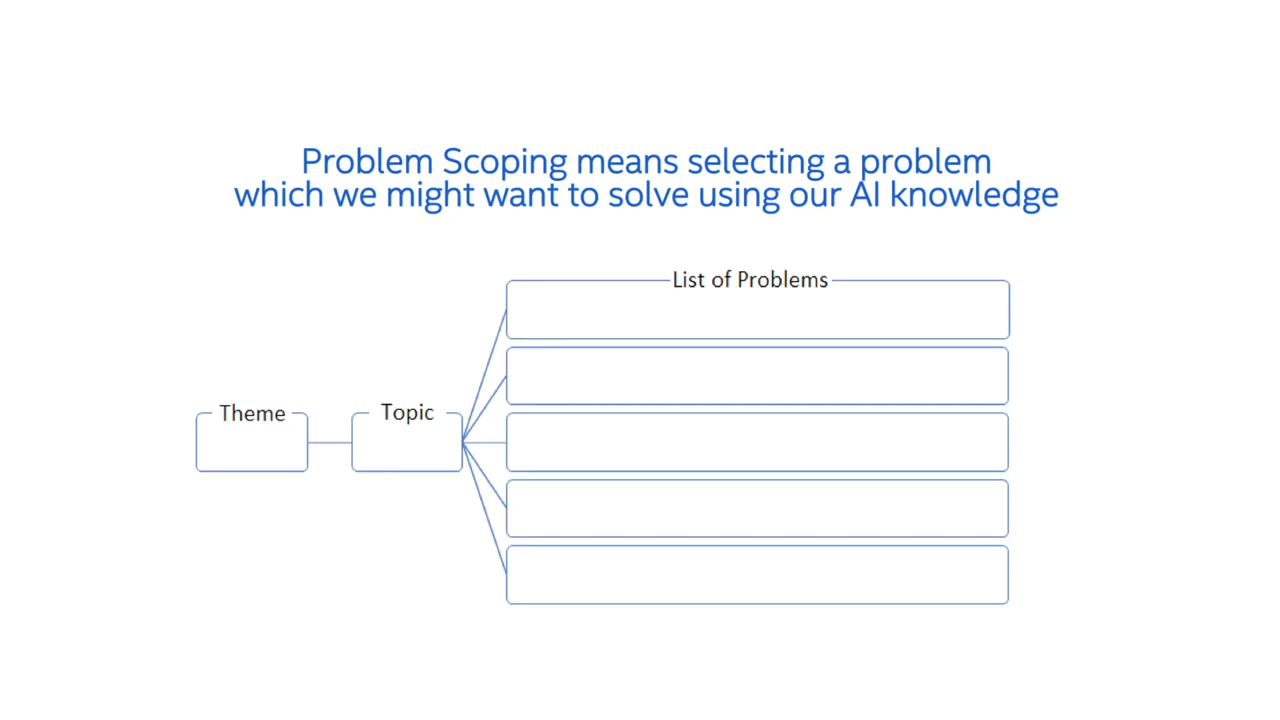 Problem Scoping means selecting a problem
which we might want to solve using our AI knowledge
List of Problems
Theme
Topic